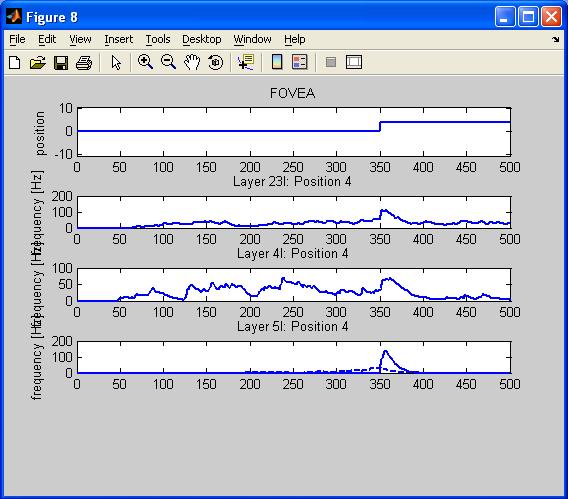 Figure 8
File Edit View Insert Tools Desktop Window Help
FOVEA
position
10
0
-10
0 50 100 150 200 250 300 350 400 450 500
Layer 23I: Position 4
frequency [Hz]
200
100
0
0 50 100 150 200 250 300 350 400 450 500
Layer 4I: Position 4
frequency [Hz]
100
50
0
0 50 100 150 200 250 300 350 400 450 500
Layer 5I: Position 4
frequency [Hz]
200
100
0
0 50 100 150 200 250 300 350 400 450 500